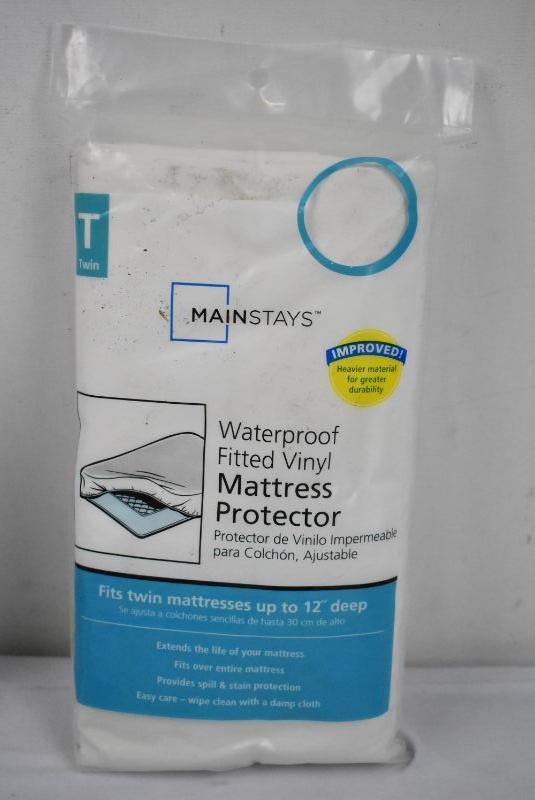 T
Twin
MAINSTAYS™
IMPROVED!
Heavier material
for greater
durability
Waterproof
Fitted Vinyl
Mattress
Protector
Protector de Vinilo Impermeable
para Colchón, Ajustable
Fits twin mattresses up to 12″ deep
Se ajusta a colchones sencillas de hasta 30 cm de alto
Extends the life of your mattress
Fits over entire mattress
Provides spill & stain protection
Easy care – wipe clean with a damp cloth